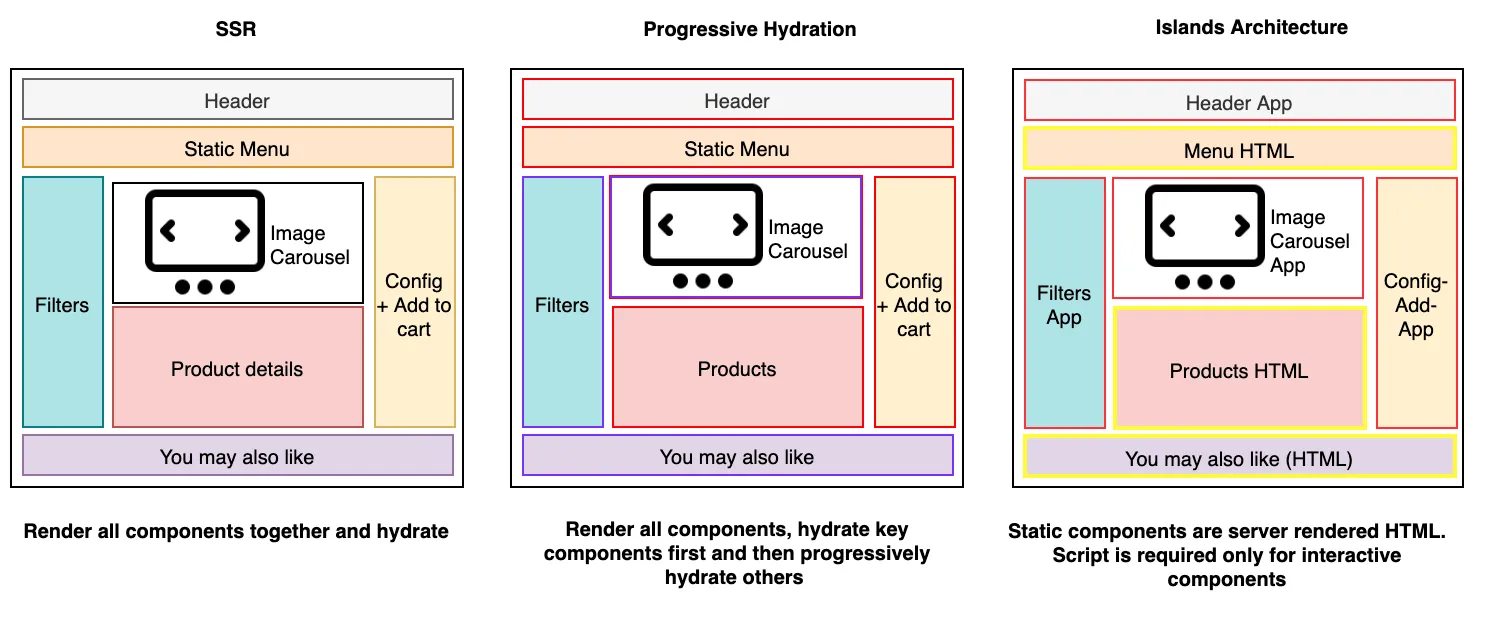 SSR
Header
Static Menu
Filters
Image
Carousel
Config
+ Add to
cart
Product details
You may also like
Render all components together and hydrate
Progressive Hydration
Header
Static Menu
Filters
Image
Carousel
Config
+ Add to
cart
Products
You may also like
Render all components, hydrate key
components first and then progressively
hydrate others
Islands Architecture
Header App
Menu HTML
Filters
App
Image
Carousel
App
Config-
Add-
App
Products HTML
You may also like (HTML)
Static components are server rendered HTML.
Script is required only for interactive
components